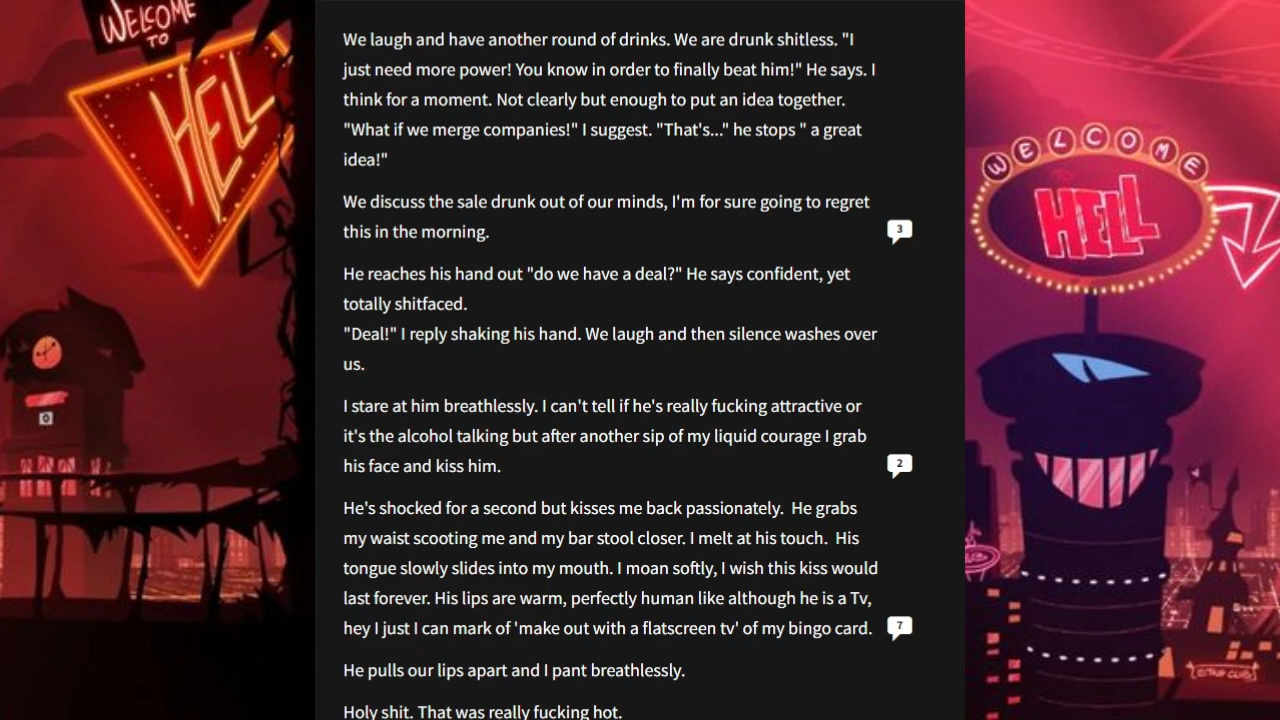 WELCOME
TO
HELL
We laugh and have another round of drinks. We are drunk shitless. "I
just need more power! You know in order to finally beat him!" He says. I
think for a moment. Not clearly but enough to put an idea together.
"What if we merge companies!" I suggest. "That's..." he stops " a great
idea!"
We discuss the sale drunk out of our minds, I'm for sure going to regret
this in the morning.
3
He reaches his hand out "do we have a deal?" He says confident, yet
totally shitfaced.
"Deal!" I reply shaking his hand. We laugh and then silence washes over
us.
I stare at him breathlessly. I can't tell if he's really fucking attractive or
it's the alcohol talking but after another sip of my liquid courage I grab
his face and kiss him.
2
He's shocked for a second but kisses me back passionately.  He grabs
my waist scooting me and my bar stool closer. I melt at his touch.  His
tongue slowly slides into my mouth. I moan softly, I wish this kiss would
last forever. His lips are warm, perfectly human like although he is a Tv,
hey I just I can mark of 'make out with a flatscreen tv' of my bingo card.
7
He pulls our lips apart and I pant breathlessly.
Holy shit. That was really fucking hot.
WELCOME
TO
HELL